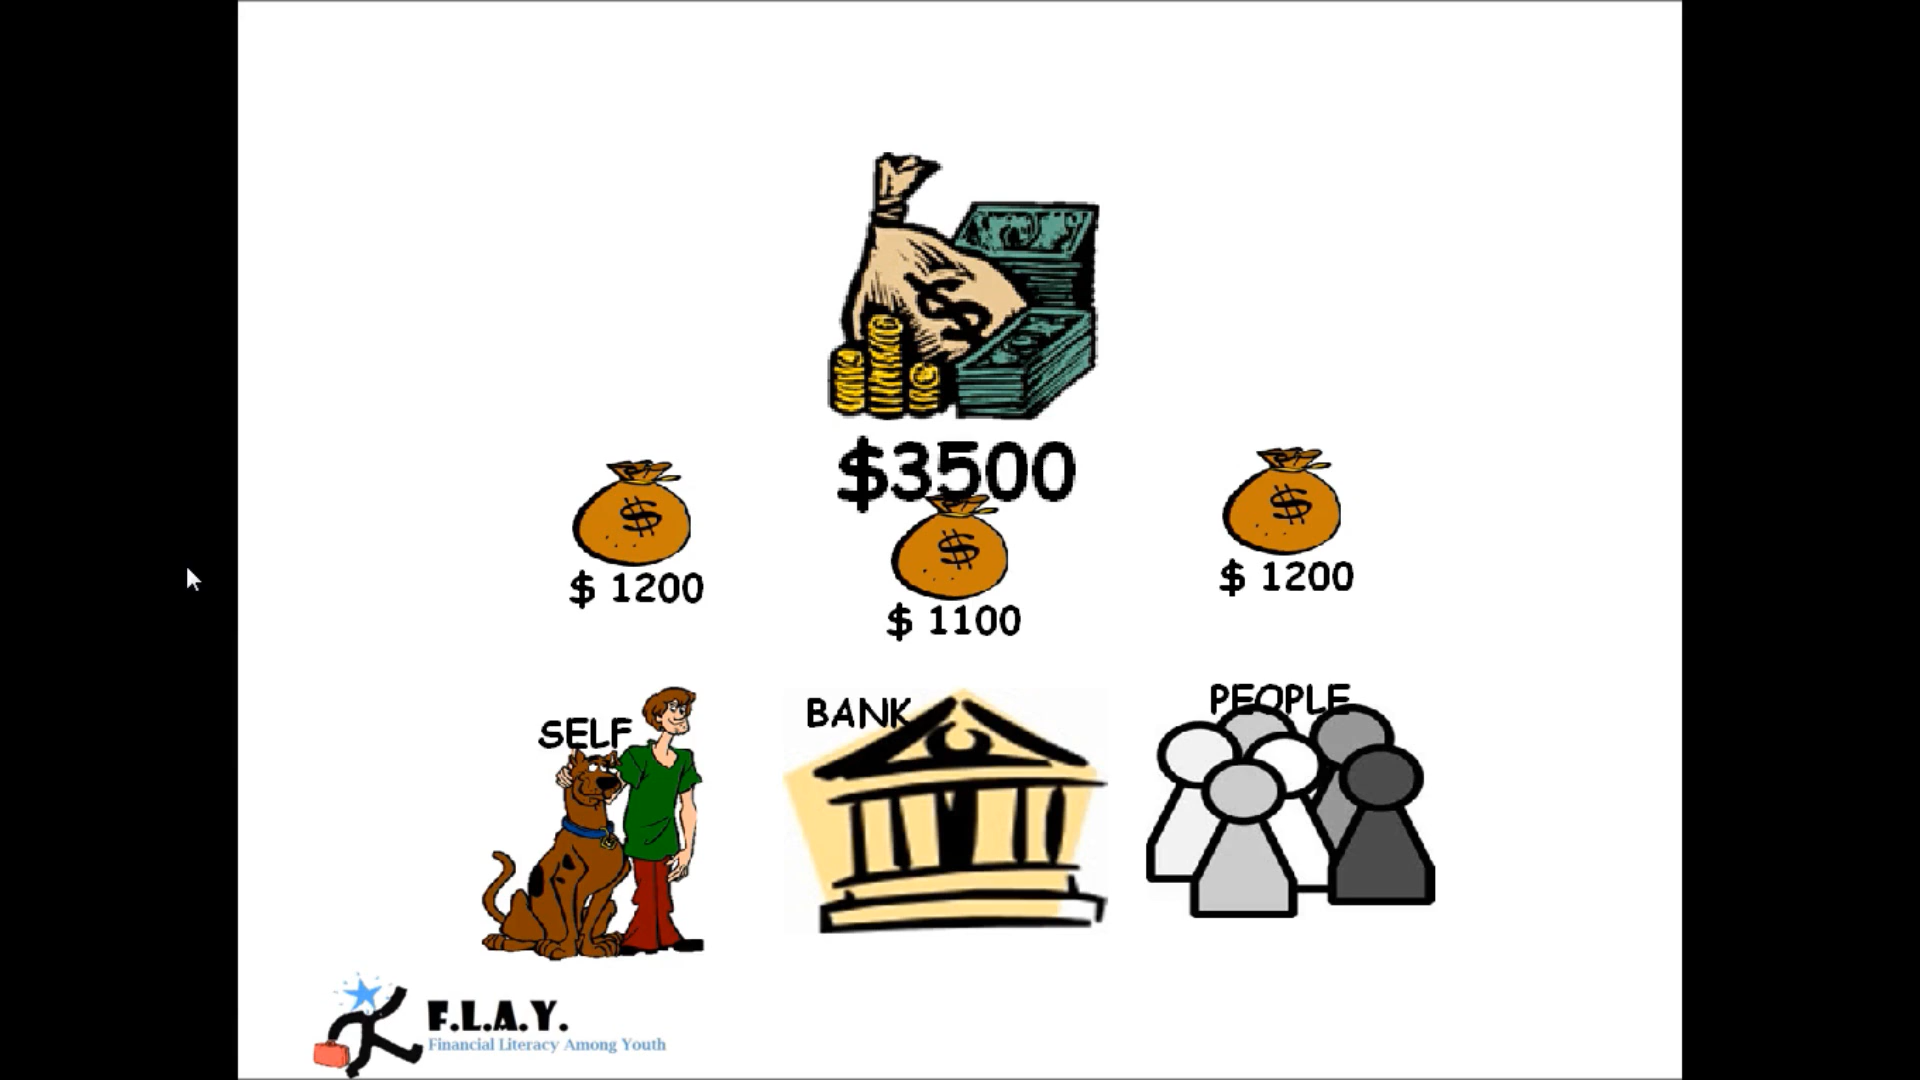 $3500
$ 1200
$ 1100
$ 1200
SELF
BANK
PEOPLE
F.L.A.Y.
Financial Literacy Among Youth